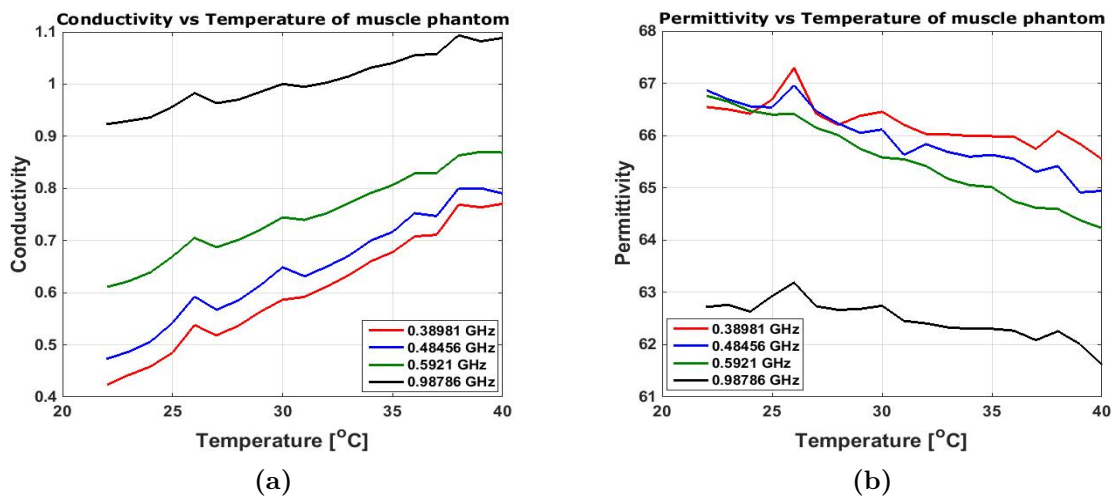 Conductivity vs Temperature of muscle phantom
1.1
1
0.9
0.8
0.7
0.6
0.5
0.4
Conductivity
20
25
30
35
40
Temperature [°C]
0.38981 GHz
0.48456 GHz
0.5921 GHz
0.98786 GHz
(a)
Permittivity vs Temperature of muscle phantom
68
67
66
65
64
63
62
61
Permittivity
20
25
30
35
40
Temperature [°C]
0.38981 GHz
0.48456 GHz
0.5921 GHz
0.98786 GHz
(b)